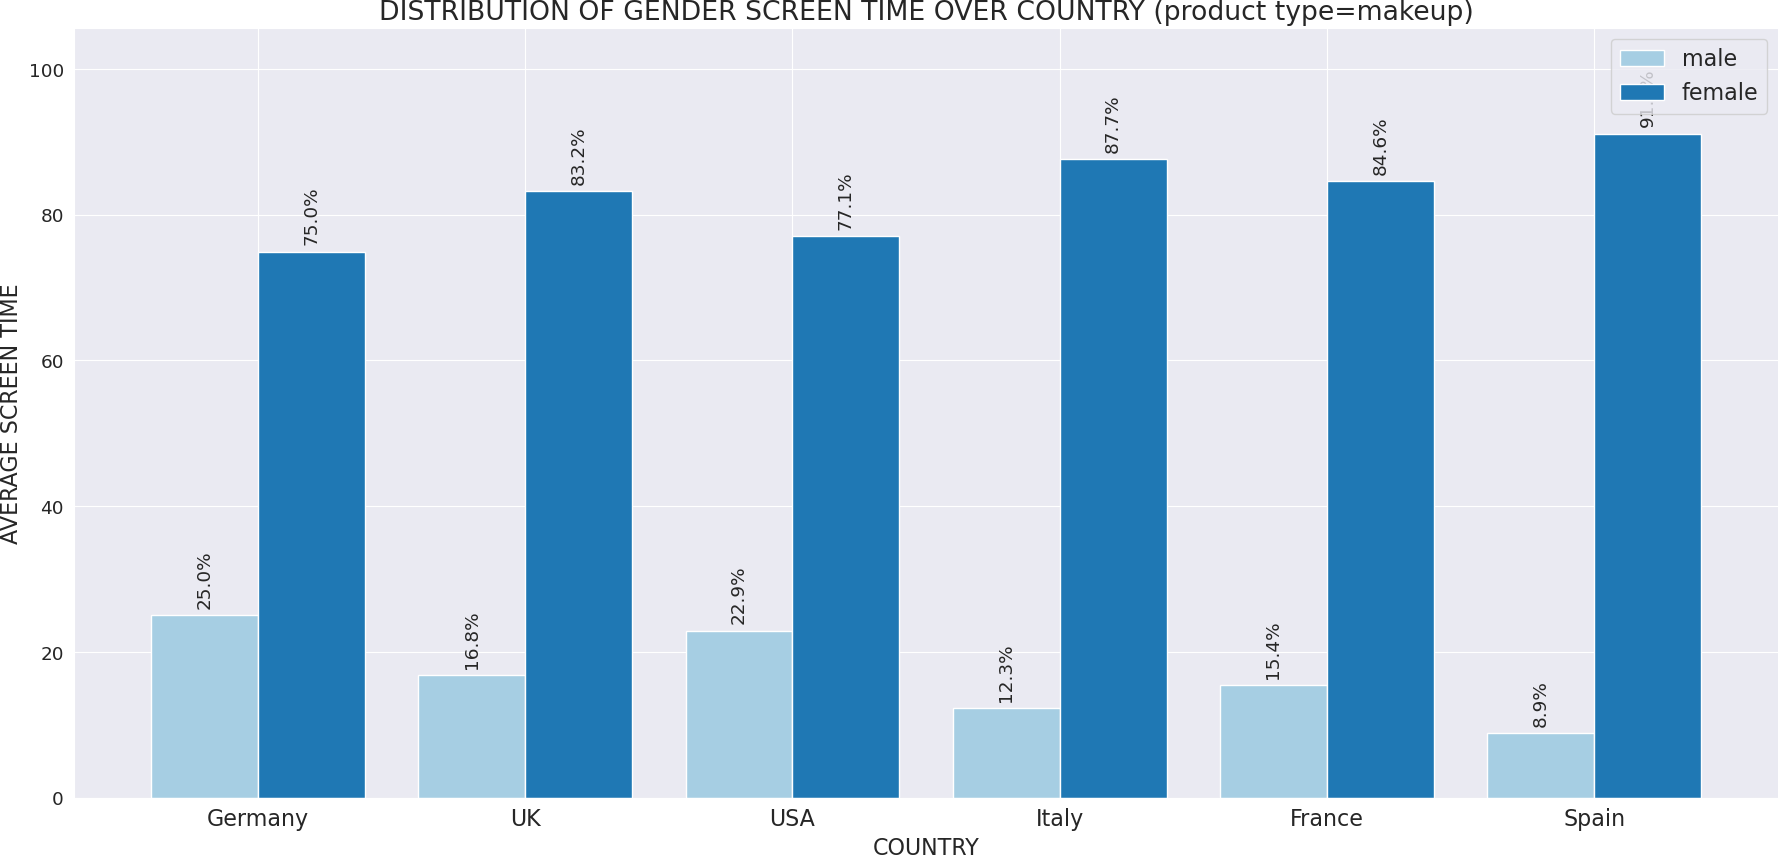 DISTRIBUTION OF GENDER SCREEN TIME OVER COUNTRY (product type=makeup)
male
female
AVERAGE SCREEN TIME
100
80
60
40
20
0
25.0%
75.0%
16.8%
83.2%
22.9%
77.1%
12.3%
87.7%
15.4%
84.6%
8.9%
Germany
UK
USA
Italy
France
Spain
COUNTRY